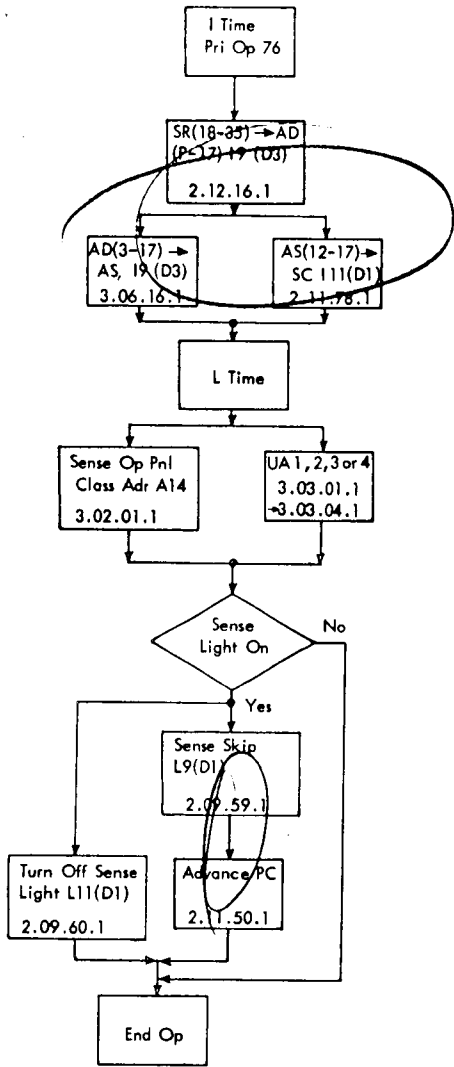 I Time
Pri Op 76
SR(18-35)→AD
(P-17) I9 (D3)
2.12.16.1
AD(3-17)→
AS, I9 (D3)
3.06.16.1
AS(12-17)→
SC I11(D1)
2.11.78.1
L Time
Sense Op Pnl
Class Adr A14
3.02.01.1
UA 1,2,3 or 4
3.03.01.1
→3.03.04.1
Sense
Light On
No
Yes
Sense Skip
L9(D1)
2.09.59.1
Turn Off Sense
Light L11(D1)
2.09.60.1
Advance PC
2.11.50.1
End Op